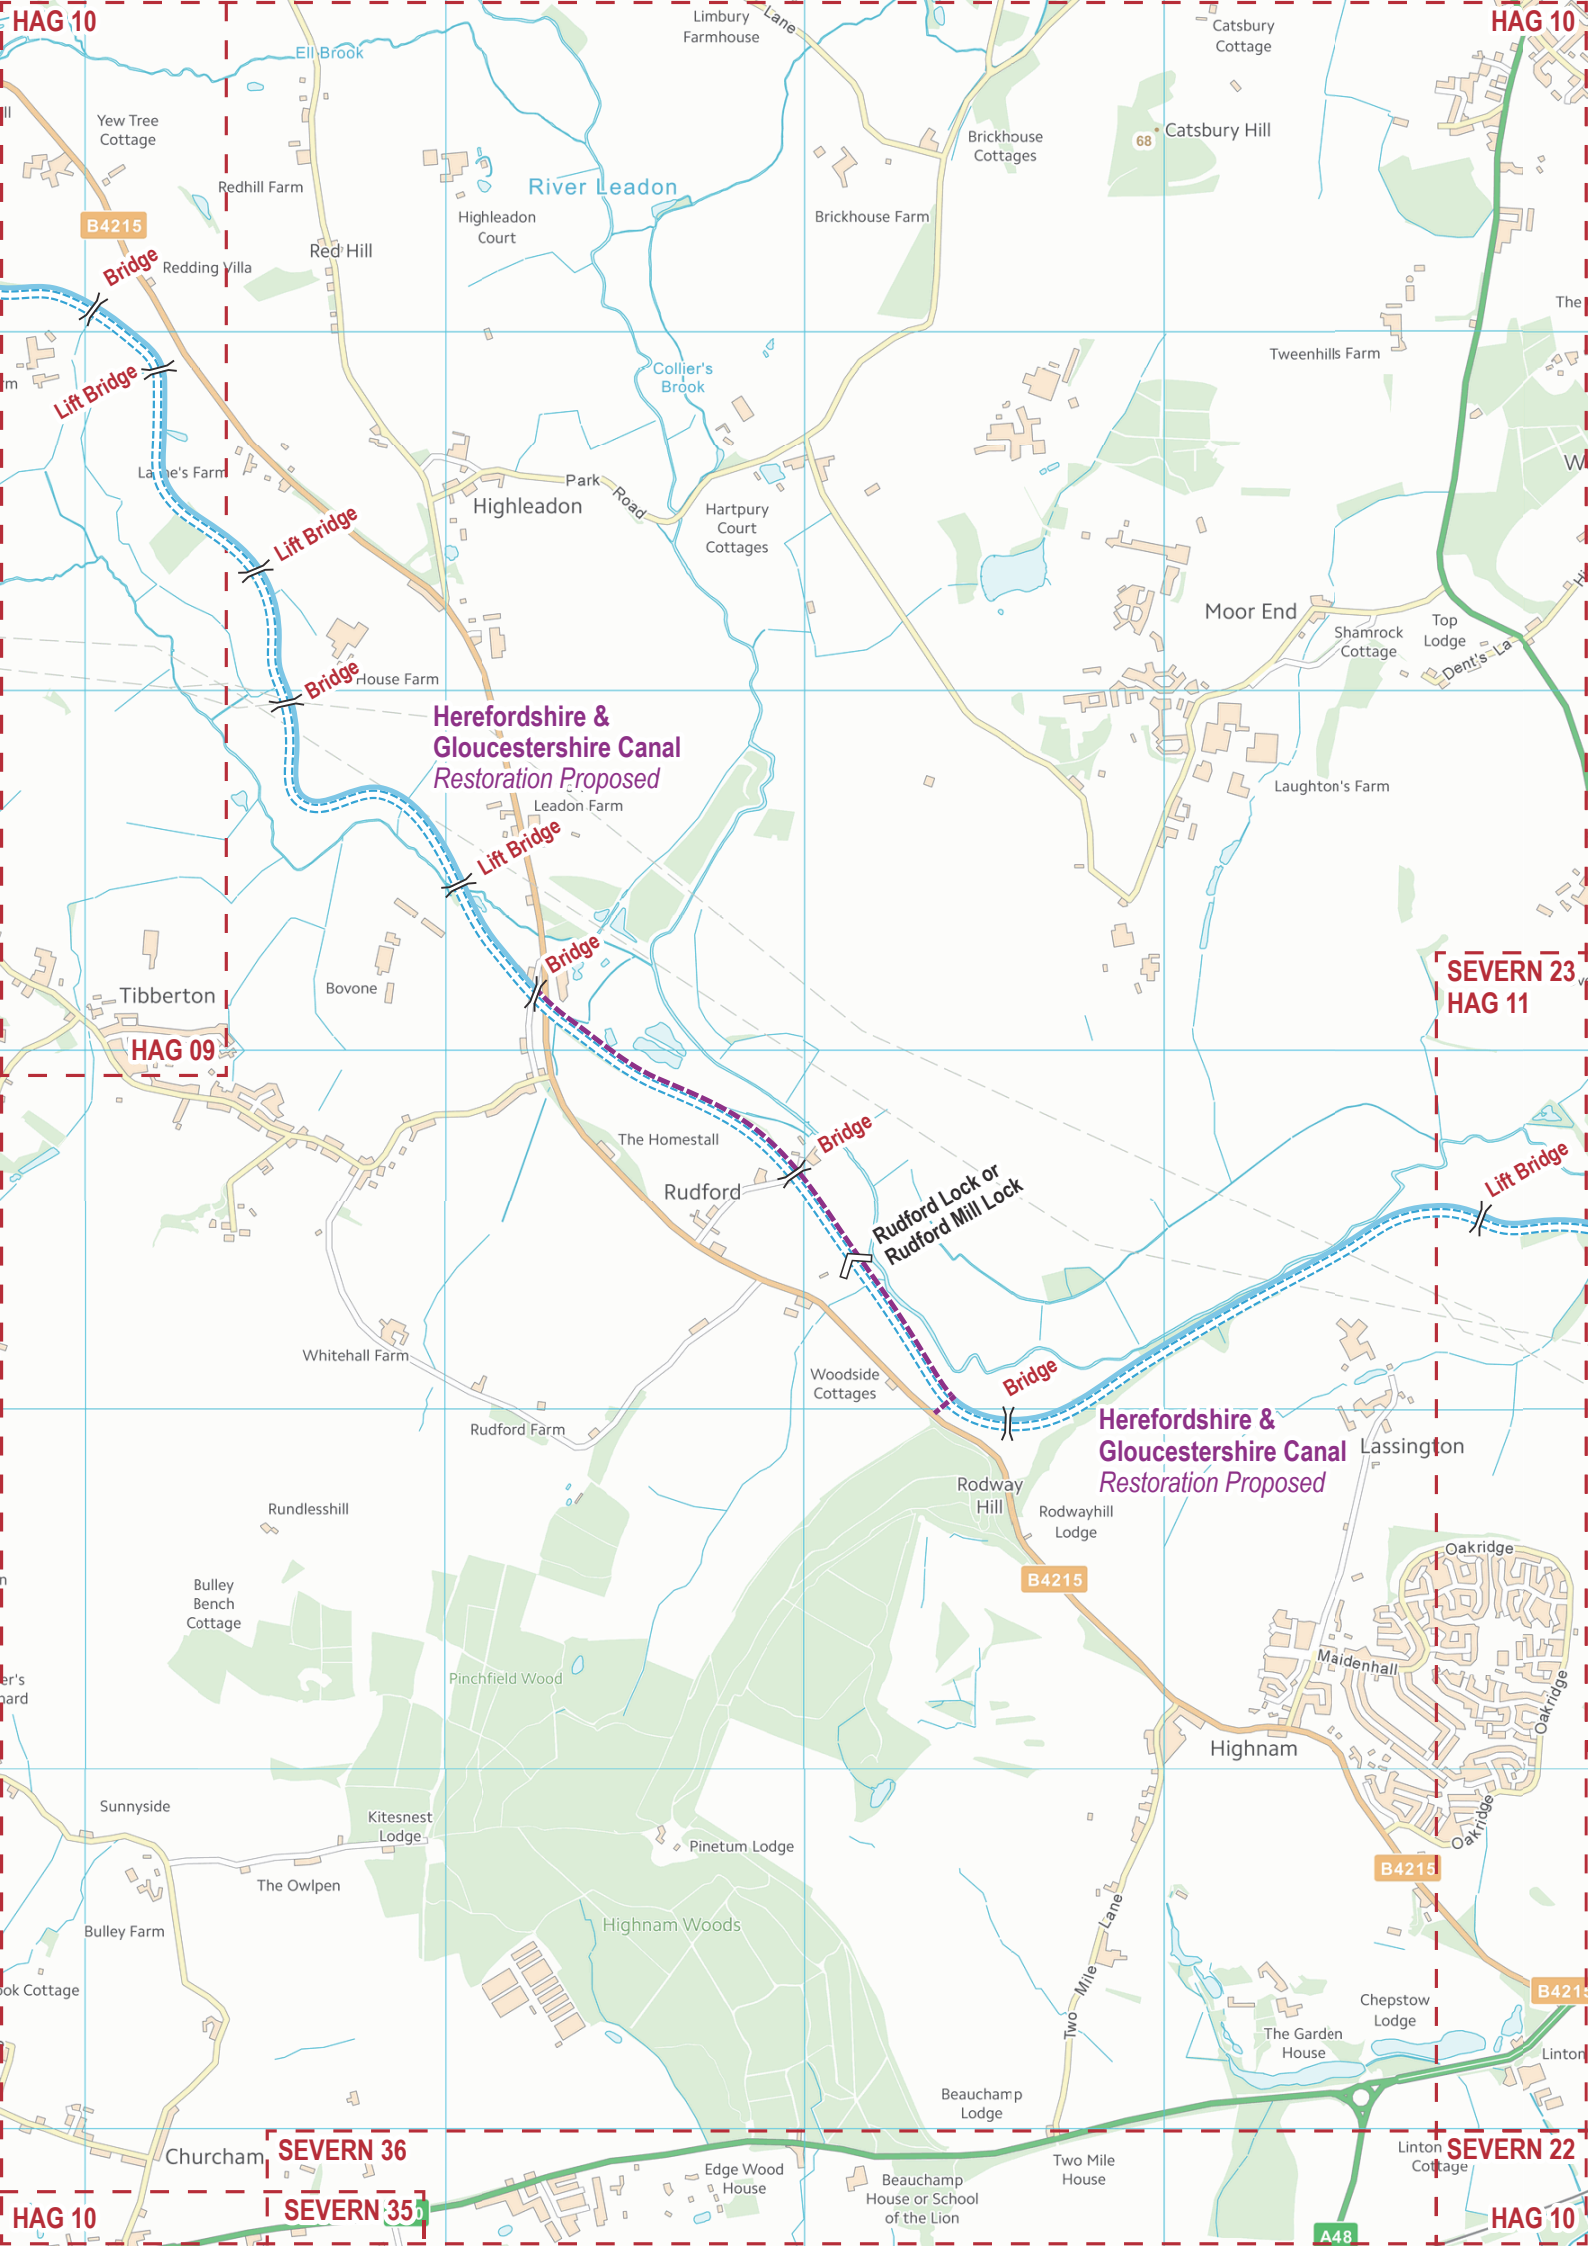 HAG 10
HAG 10
Limbury
Farmhouse
Lane
Catsbury
Cottage
Ell Brook
Yew Tree
Cottage
Brickhouse
Cottages
68
Catsbury Hill
Redhill Farm
River Leadon
Highleadon
Court
Brickhouse Farm
B4215
Red Hill
Bridge
Redding Villa
The
Tweenhills Farm
Lift Bridge
Collier's
Brook
Park
Road
Highleadon
Hartpury
Court
Cottages
Lift Bridge
Moor End
Shamrock
Cottage
Top
Lodge
Dent's La
Bridge
House Farm
Herefordshire &
Gloucestershire Canal
Restoration Proposed
Leadon Farm
Laughton's Farm
Lift Bridge
Bridge
Bovone
Tibberton
HAG 09
SEVERN 23
HAG 11
The Homestall
Bridge
Rudford
Rudford Lock or
Rudford Mill Lock
Lift Bridge
Whitehall Farm
Woodside
Cottages
Bridge
Rudford Farm
Herefordshire &
Gloucestershire Canal
Restoration Proposed
Lassington
Rodway
Hill
Rodwayhill
Lodge
Rundlesshill
Oakridge
B4215
Bulley
Bench
Cottage
Maidenhall
Pinchfield Wood
Oakridge
Highnam
Sunnyside
Kitesnest
Lodge
Pinetum Lodge
Oakridge
B4215
The Owlpen
Highnam Woods
Bulley Farm
Two Mile Lane
ok Cottage
B4215
Chepstow
Lodge
The Garden
House
Linton
Beauchamp
Lodge
Churcham
SEVERN 36
Edge Wood
House
Beauchamp
House or School
of the Lion
Two Mile
House
Linton
Cottage
SEVERN 22
HAG 10
SEVERN 35
A48
HAG 10